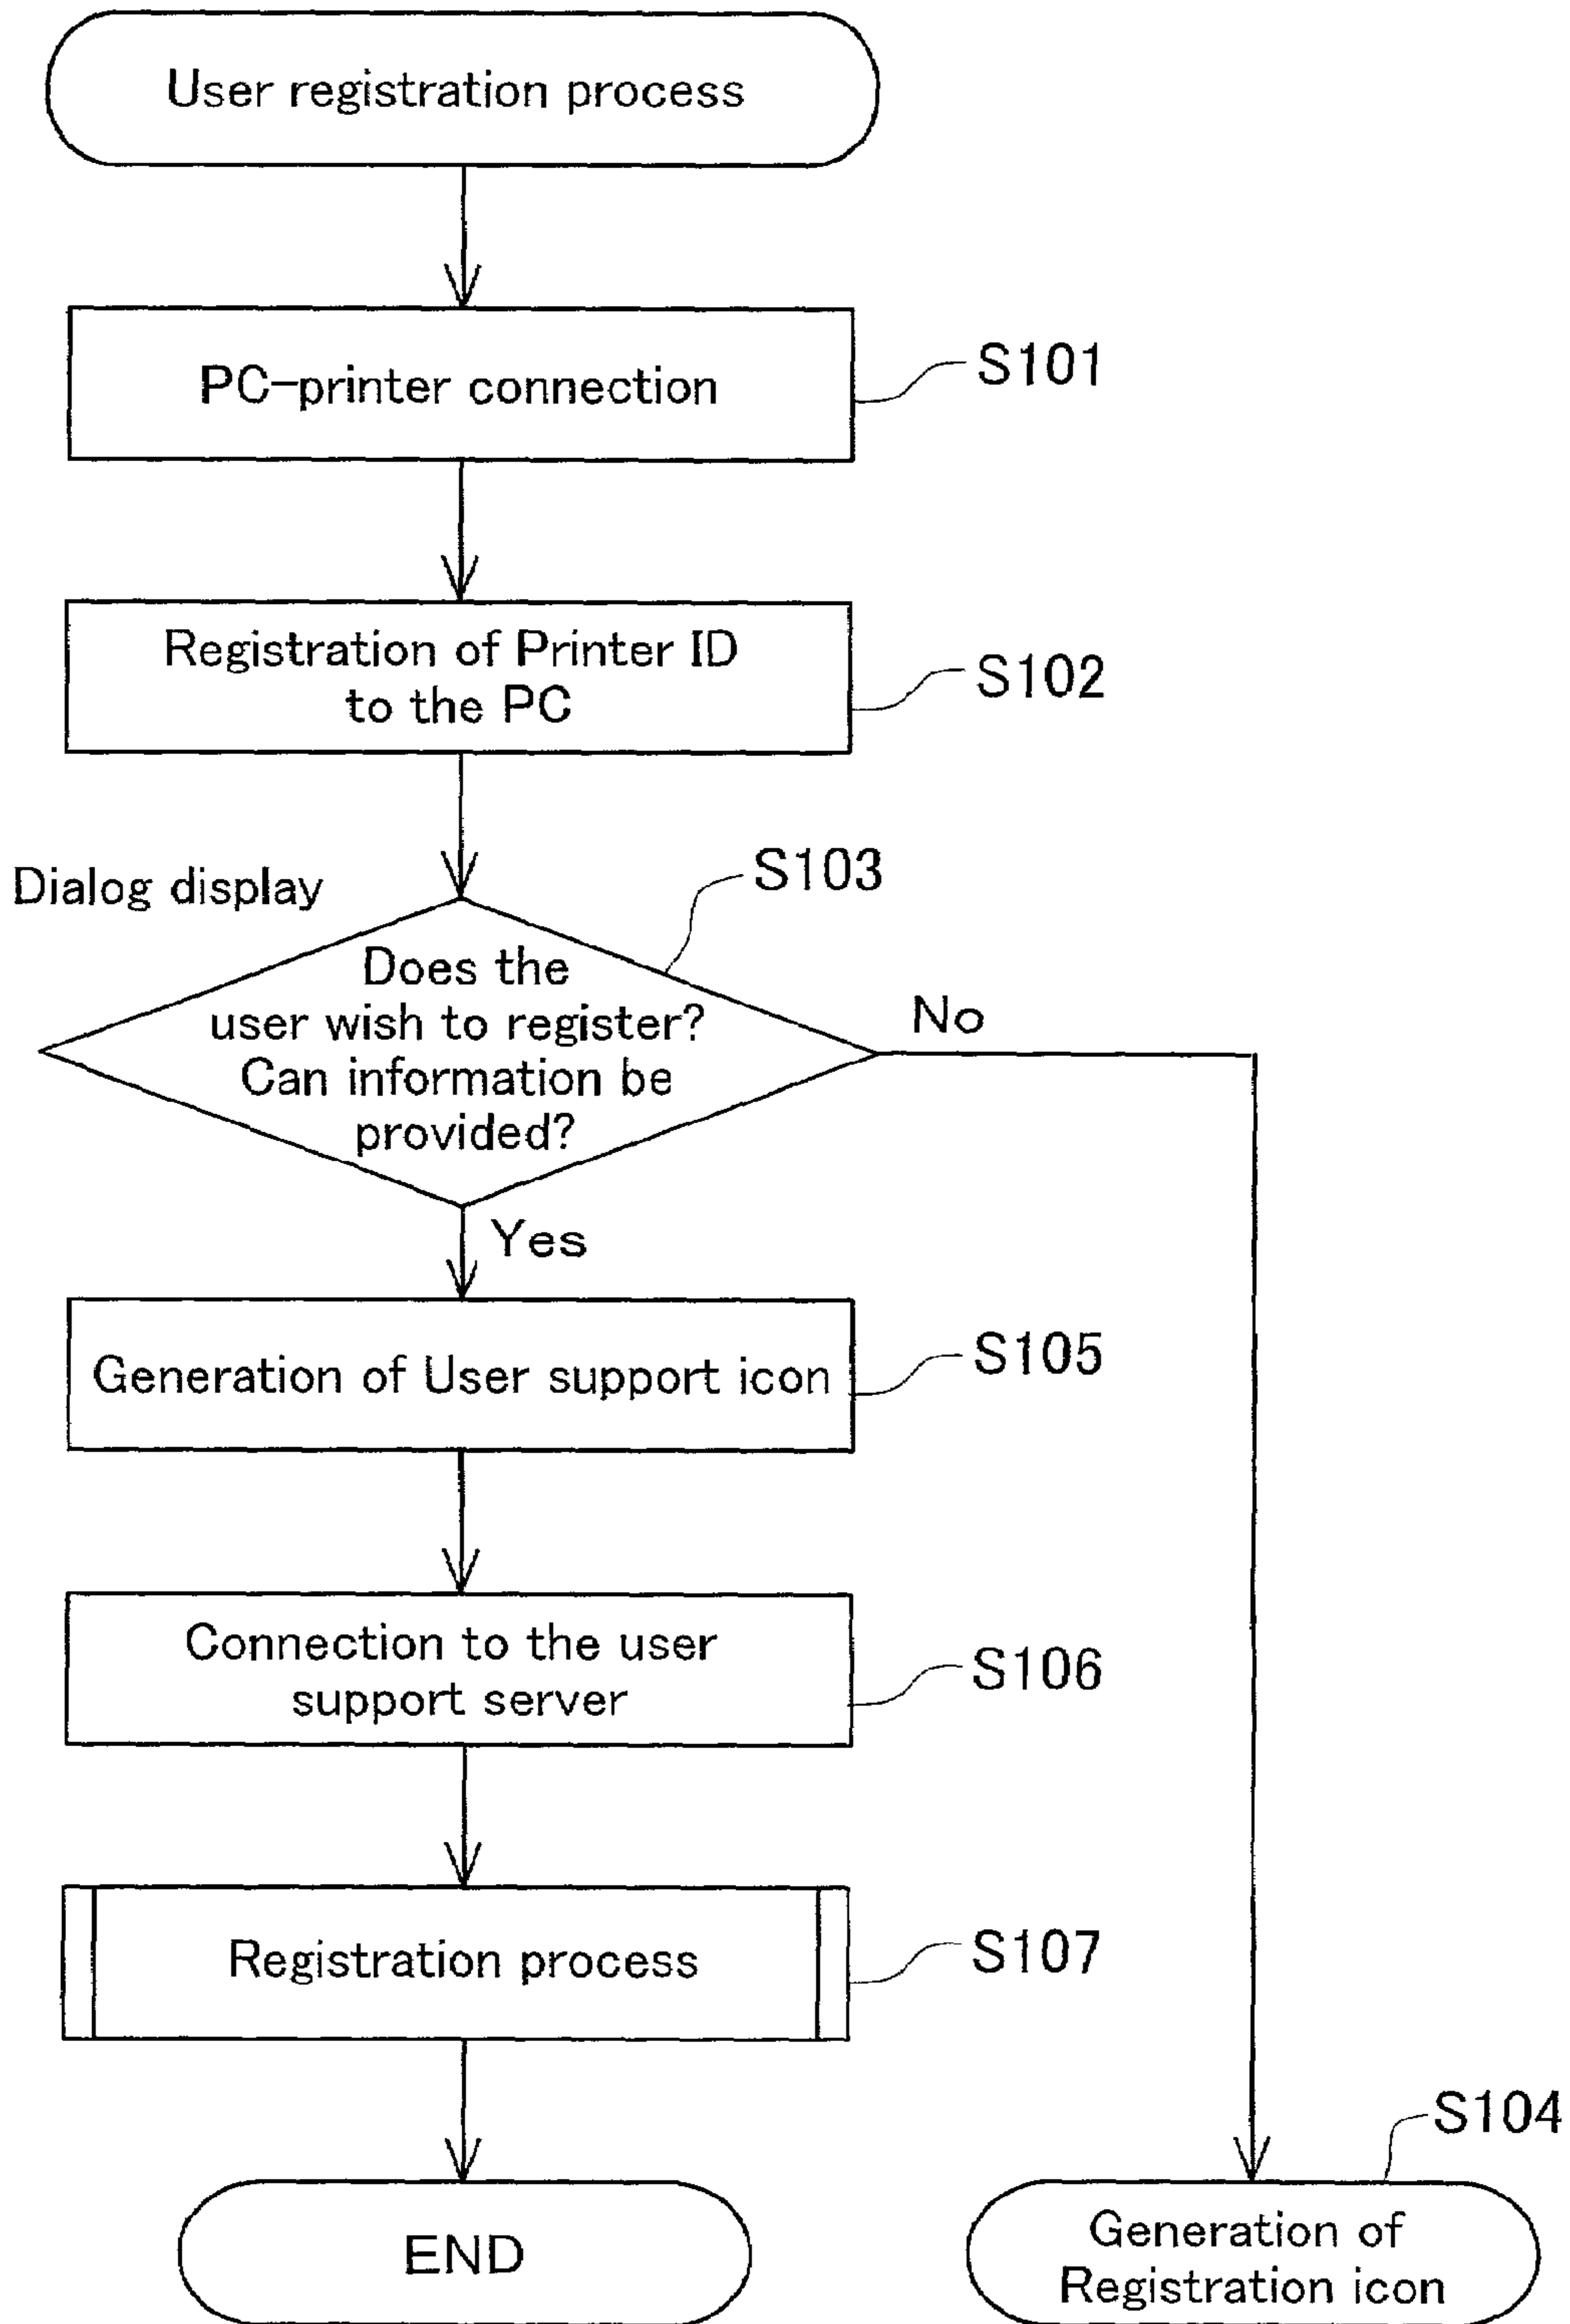 User registration process
PC-printer connection
S101
Registration of Printer ID
to the PC
S102
Dialog display
S103
Does the
user wish to register?
Can information be
provided?
No
Yes
Generation of User support icon
S105
Connection to the user
support server
S106
Registration process
S107
S104
END
Generation of
Registration icon